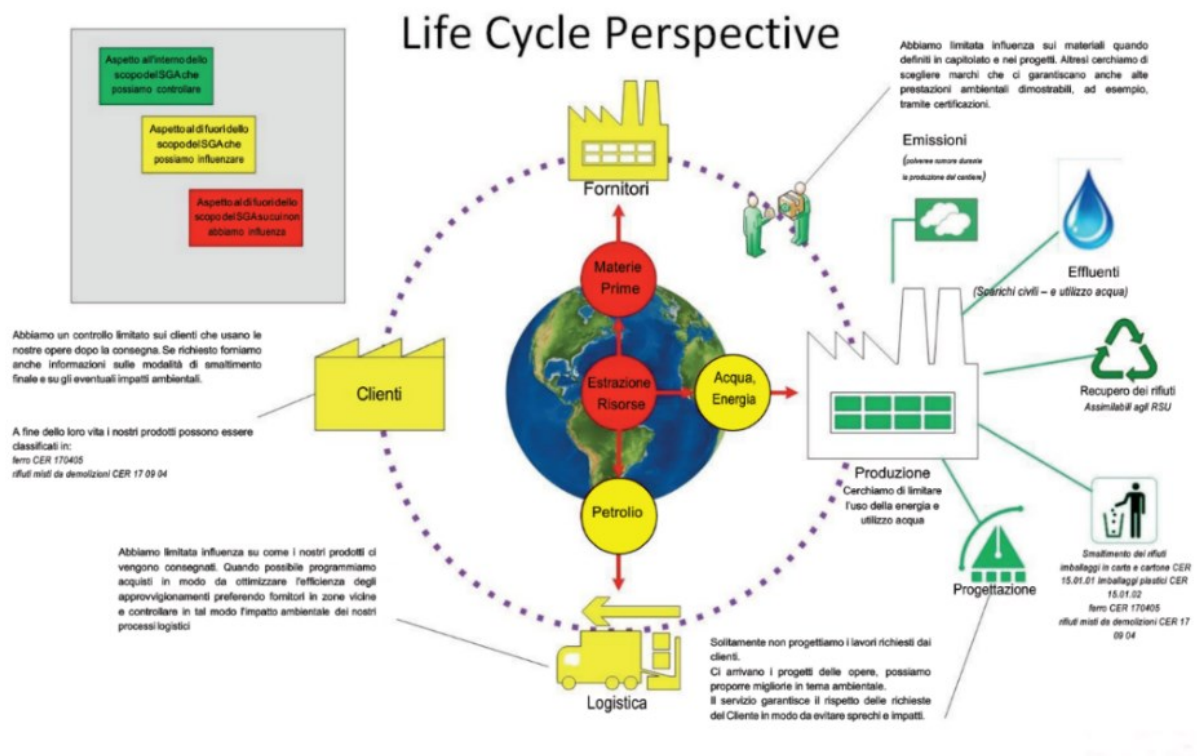 Life Cycle Perspective
Aspetto all'interno dello
scopo del SGA che
possiamo controllare
Aspetto al di fuori dello
scopo del SGA che
possiamo influenzare
Aspetto al di fuori dello
scopo del SGA su cui non
abbiamo influenza
Abbiamo limitata influenza sui materiali quando
definiti in capitolato e nei progetti. Altresì cerchiamo di
scegliere marchi che ci garantiscano anche alte
prestazioni ambientali dimostrabili, ad esempio,
tramite certificazioni.
Fornitori
Emissioni
(polveri e rumore durante
la produzione del cantiere)
Effluenti
(Scarichi civili – e utilizzo acqua)
Materie
Prime
Estrazione
Risorse
Acqua,
Energia
Petrolio
Abbiamo un controllo limitato sui clienti che usano le
nostre opere dopo la consegna. Se richiesto forniamo
anche informazioni sulle modalità di smaltimento
finale e su gli eventuali impatti ambientali.
Clienti
A fine dello loro vita i nostri prodotti possono essere
classificati in:
ferro CER 170405
rifiuti misti da demolizioni CER 17 09 04
Recupero dei rifiuti
Assimilabili agli RSU
Produzione
Cerchiamo di limitare
l'uso della energia e
utilizzo acqua
Progettazione
Smaltimento dei rifiuti
imballaggi in carta e cartone CER
15.01.01 imballaggi plastici CER
15.01.02
ferro CER 170405
rifiuti misti da demolizioni CER 17
09 04
Abbiamo limitata influenza su come i nostri prodotti ci
vengono consegnati. Quando possibile programmiamo
acquisti in modo da ottimizzare l'efficienza degli
approvvigionamenti preferendo fornitori in zone vicine
e controllare in tal modo l'impatto ambientale dei nostri
processi logistici
Logistica
Solitamente non progettiamo i lavori richiesti dai
clienti.
Ci arrivano i progetti delle opere, possiamo
proporre migliorie in tema ambientale.
Il servizio garantisce il rispetto delle richieste
del Cliente in modo da evitare sprechi e impatti.